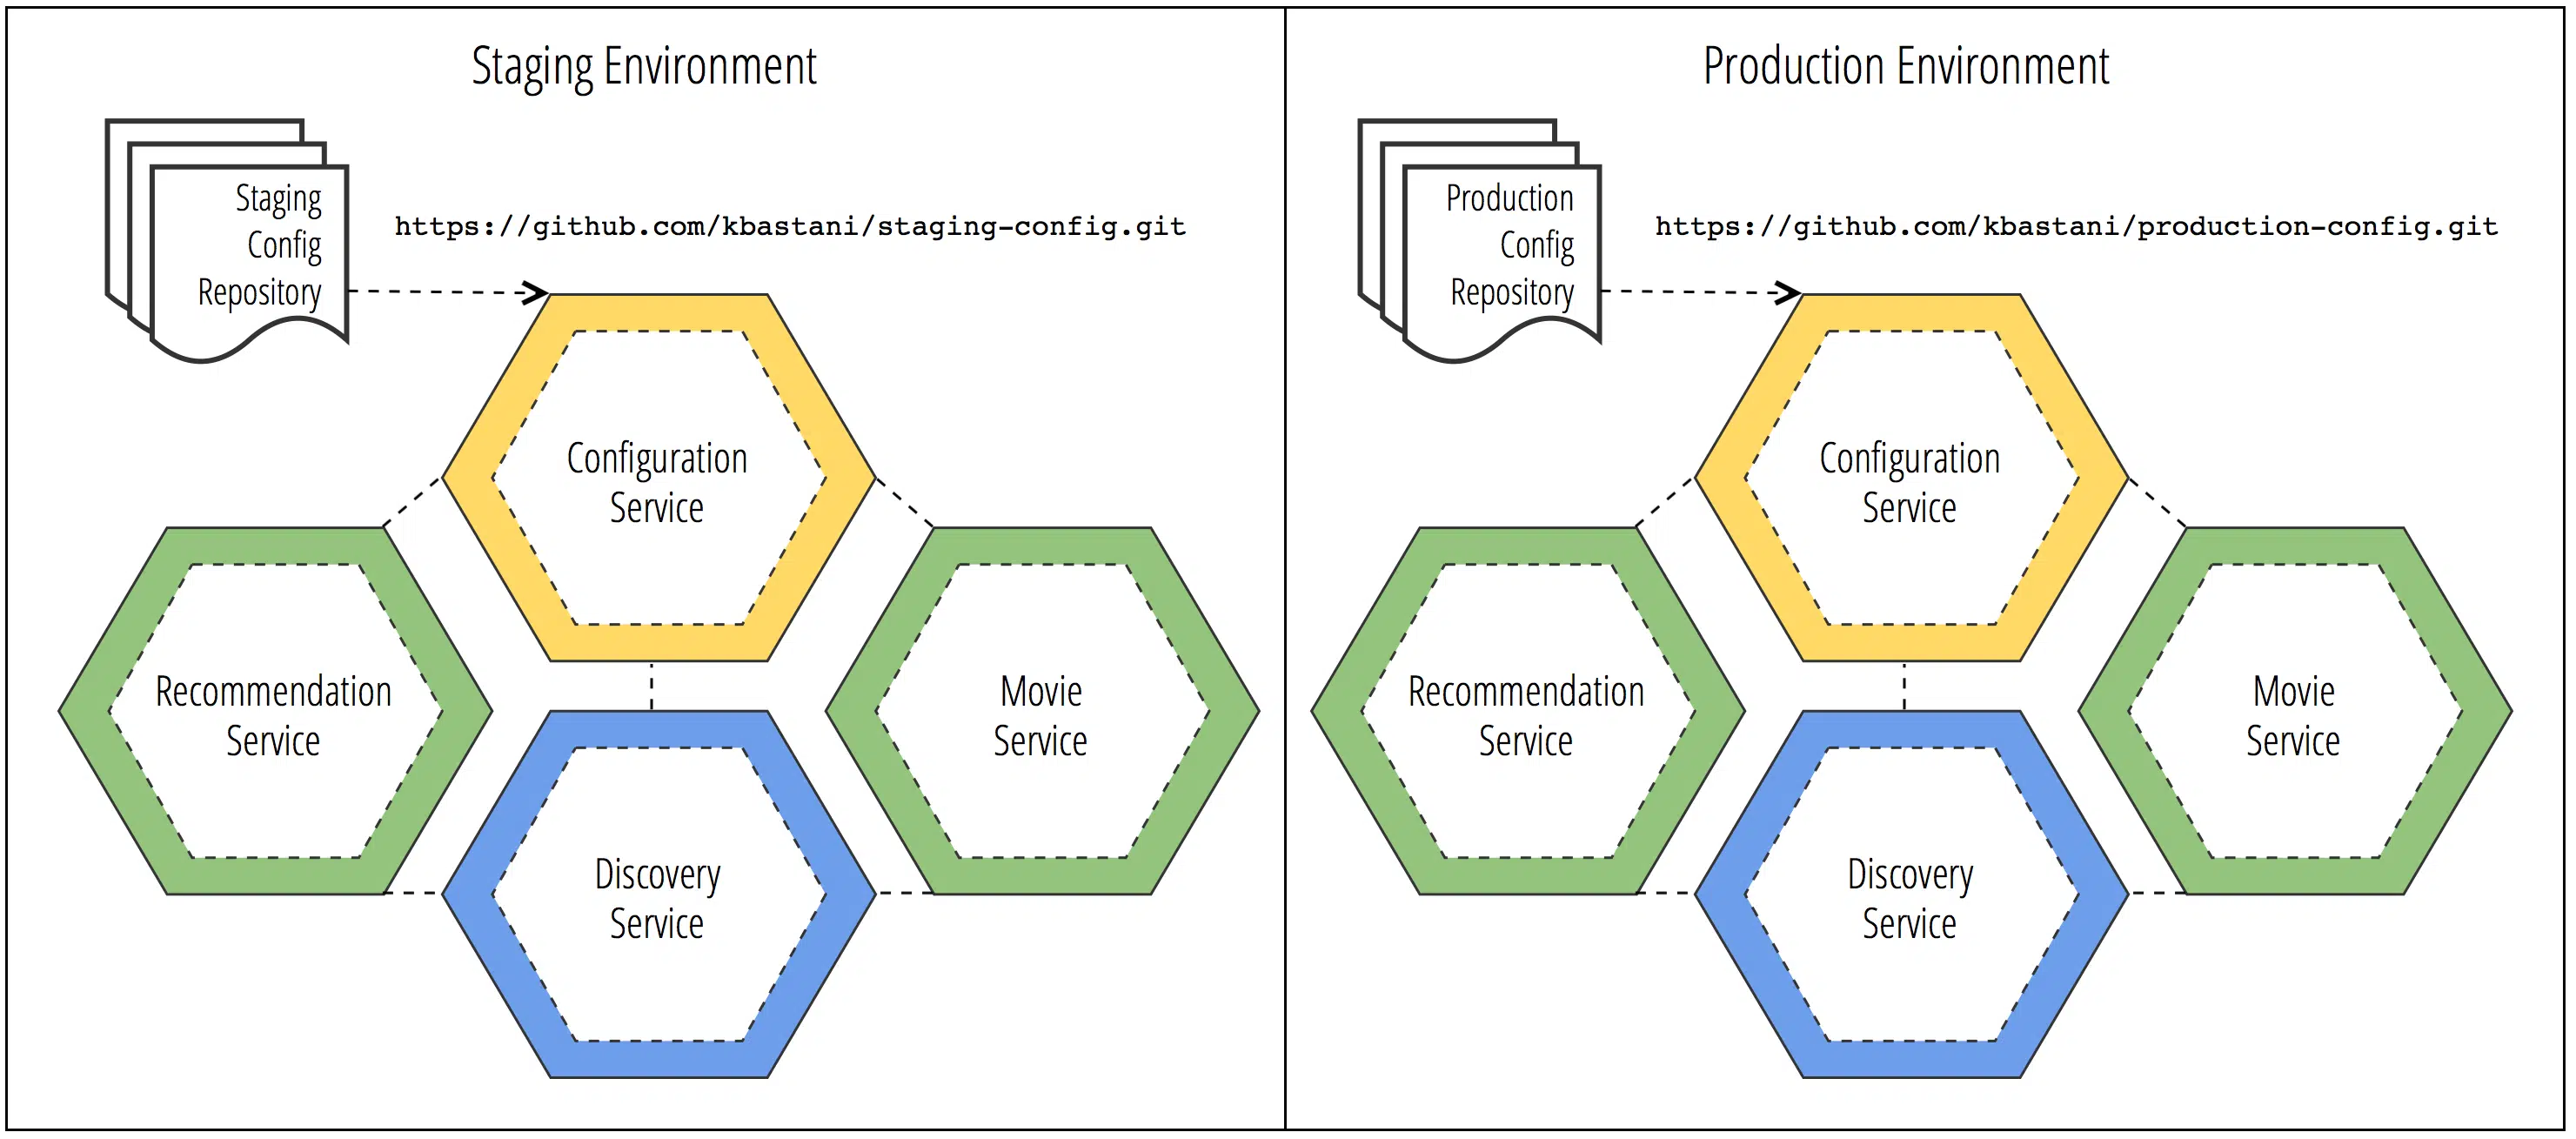 Staging Environment
Staging
Config
Repository
https://github.com/kbastani/staging-config.git
Configuration
Service
Recommendation
Service
Movie
Service
Discovery
Service
Production Environment
Production
Config
Repository
https://github.com/kbastani/production-config.git
Configuration
Service
Recommendation
Service
Movie
Service
Discovery
Service